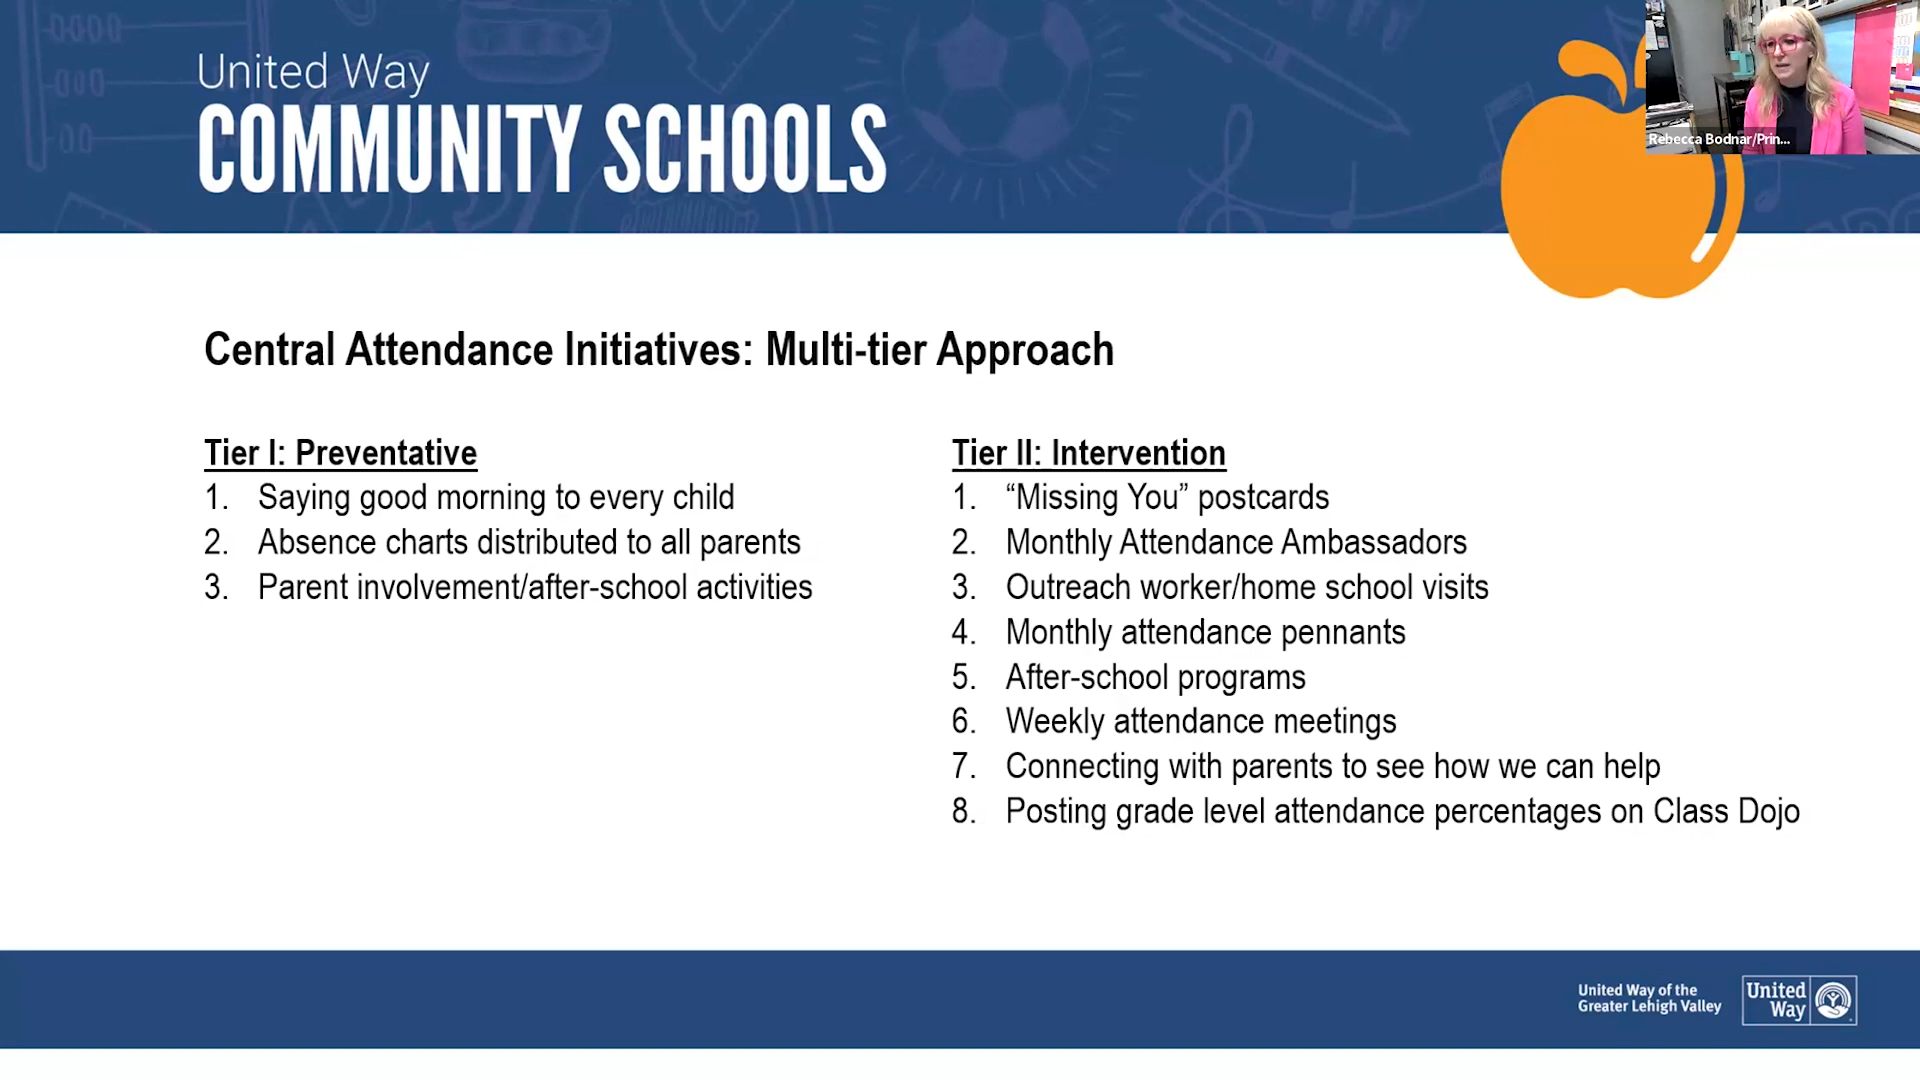 United Way
COMMUNITY SCHOOLS
Rebecca Bodnar/Prin...
Central Attendance Initiatives: Multi-tier Approach
Tier I: Preventative
1. Saying good morning to every child
2. Absence charts distributed to all parents
3. Parent involvement/after-school activities
Tier II: Intervention
1. “Missing You” postcards
2. Monthly Attendance Ambassadors
3. Outreach worker/home school visits
4. Monthly attendance pennants
5. After-school programs
6. Weekly attendance meetings
7. Connecting with parents to see how we can help
8. Posting grade level attendance percentages on Class Dojo
United Way of the
Greater Lehigh Valley
United
Way